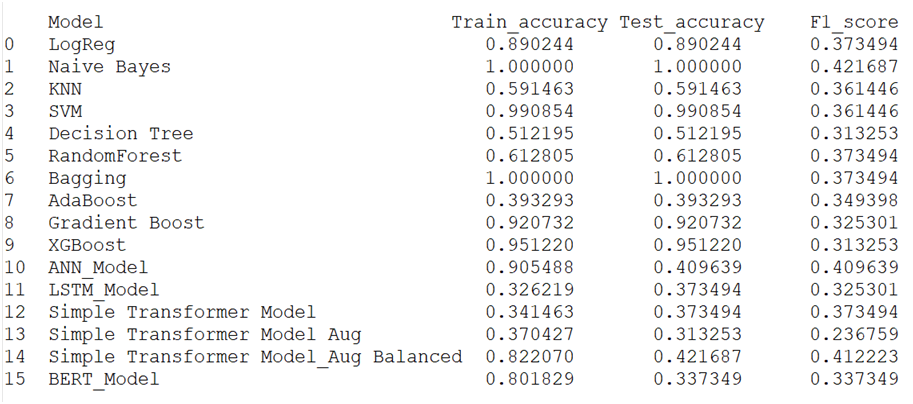 Model Train_accuracy Test_accuracy F1_score
0 LogReg 0.890244 0.890244 0.373494
1 Naive Bayes 1.000000 1.000000 0.421687
2 KNN 0.591463 0.591463 0.361446
3 SVM 0.990854 0.990854 0.361446
4 Decision Tree 0.512195 0.512195 0.313253
5 RandomForest 0.612805 0.612805 0.373494
6 Bagging 1.000000 1.000000 0.373494
7 AdaBoost 0.393293 0.393293 0.349398
8 Gradient Boost 0.920732 0.920732 0.325301
9 XGBoost 0.951220 0.951220 0.313253
10 ANN_Model 0.905488 0.409639 0.409639
11 LSTM_Model 0.326219 0.373494 0.325301
12 Simple Transformer Model 0.341463 0.373494 0.373494
13 Simple Transformer Model Aug 0.370427 0.313253 0.236759
14 Simple Transformer Model_Aug Balanced 0.822070 0.421687 0.412223
15 BERT_Model 0.801829 0.337349 0.337349